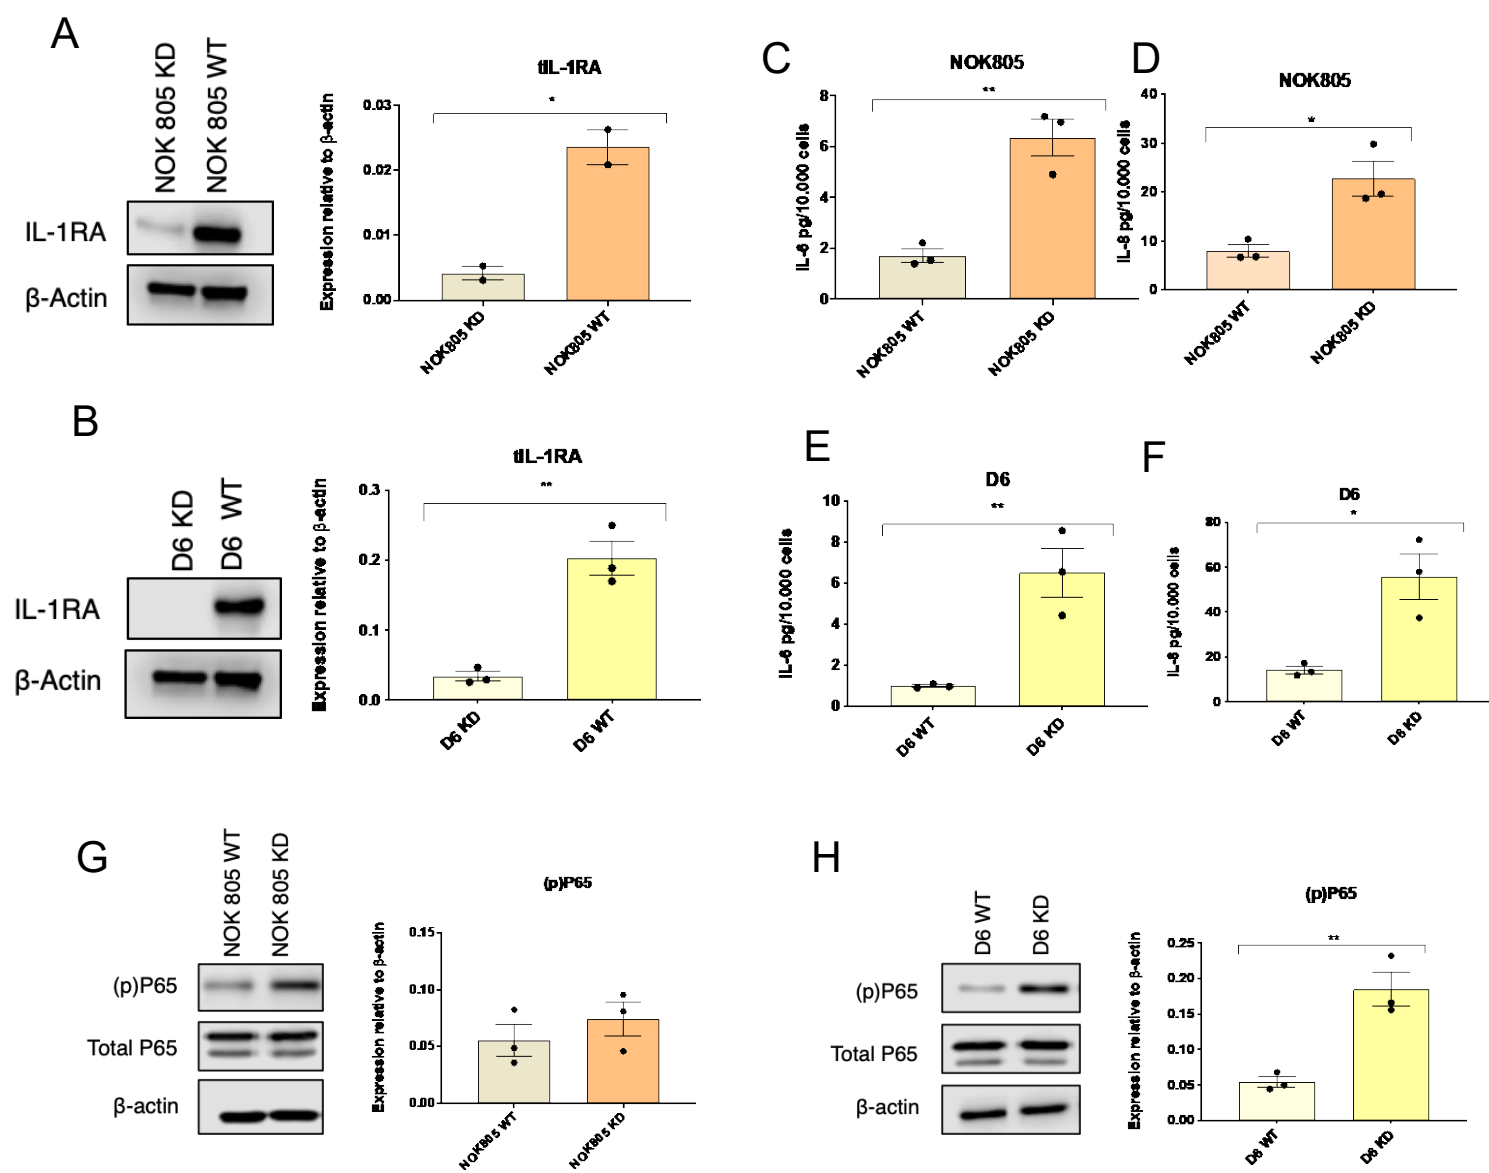 A
NOK 805 KD
NOK 805 WT
IL-1RA
β-Actin
tIL-1RA
*
Expression relative to β-actin
0.03
0.02
0.01
0.00
NOK805 KD
NOK805 WT
C
NOK805
**
IL-6 pg/10.000 cells
8
6
4
2
0
NOK805 WT
NOK805 KD
D
NOK805
*
IL-8 pg/10.000 cells
40
30
20
10
0
NOK805 WT
NOK805 KD
B
D6 KD
D6 WT
IL-1RA
β-Actin
tIL-1RA
**
Expression relative to β-actin
0.3
0.2
0.1
0.0
D6 KD
D6 WT
E
D6
**
IL-6 pg/10.000 cells
10
8
6
4
2
0
D6 WT
D6 KD
F
D6
*
IL-8 pg/10.000 cells
80
60
40
20
0
D6 WT
D6 KD
G
NOK 805 WT
NOK 805 KD
(p)P65
Total P65
β-actin
(p)P65
Expression relative to β-actin
0.15
0.10
0.05
0.00
NOK805 WT
NOK805 KD
H
D6 WT
D6 KD
(p)P65
Total P65
β-actin
(p)P65
**
Expression relative to β-actin
0.25
0.20
0.15
0.10
0.05
0.00
D6 WT
D6 KD